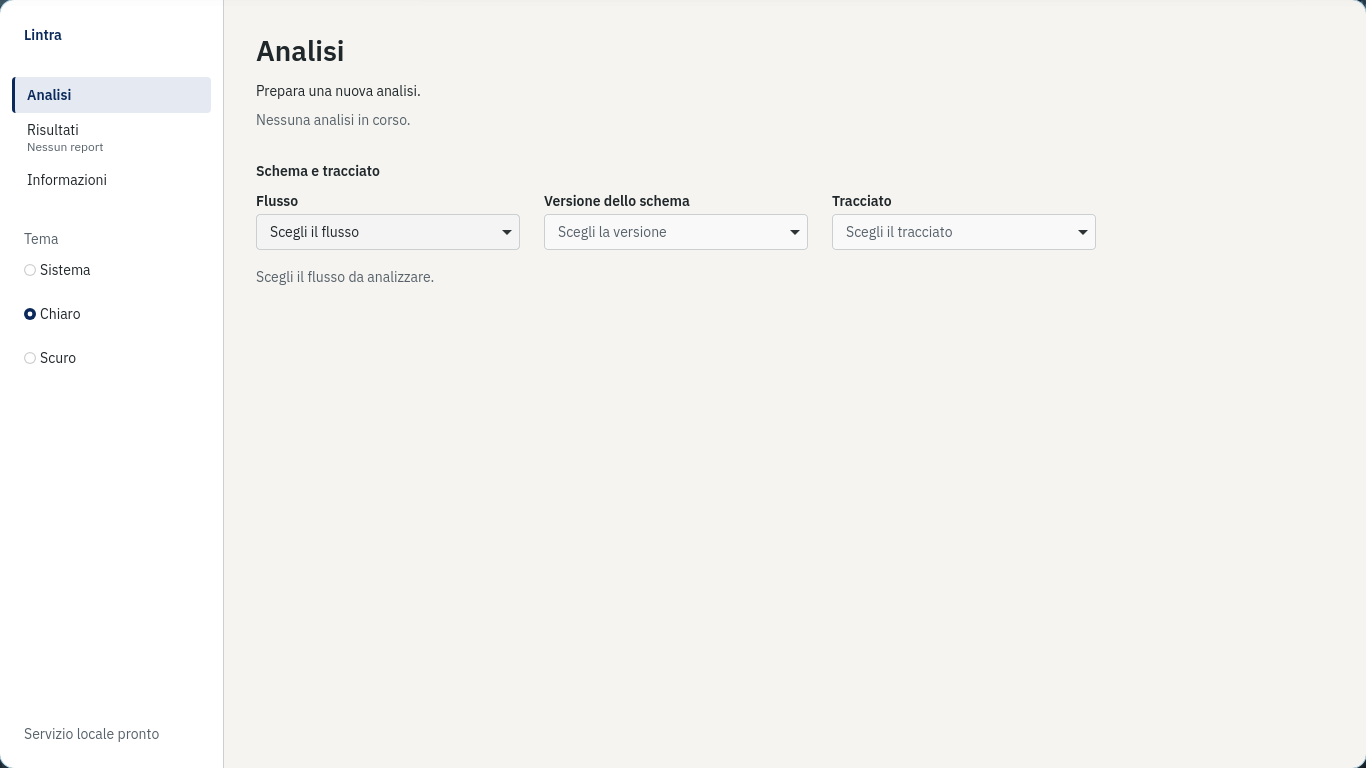 Lintra
Analisi
Risultati
Nessun report
Informazioni
Tema
Sistema
Chiaro
Scuro
Servizio locale pronto
Analisi
Prepara una nuova analisi.
Nessuna analisi in corso.
Schema e tracciato
Flusso
Scegli il flusso
Versione dello schema
Scegli la versione
Tracciato
Scegli il tracciato
Scegli il flusso da analizzare.